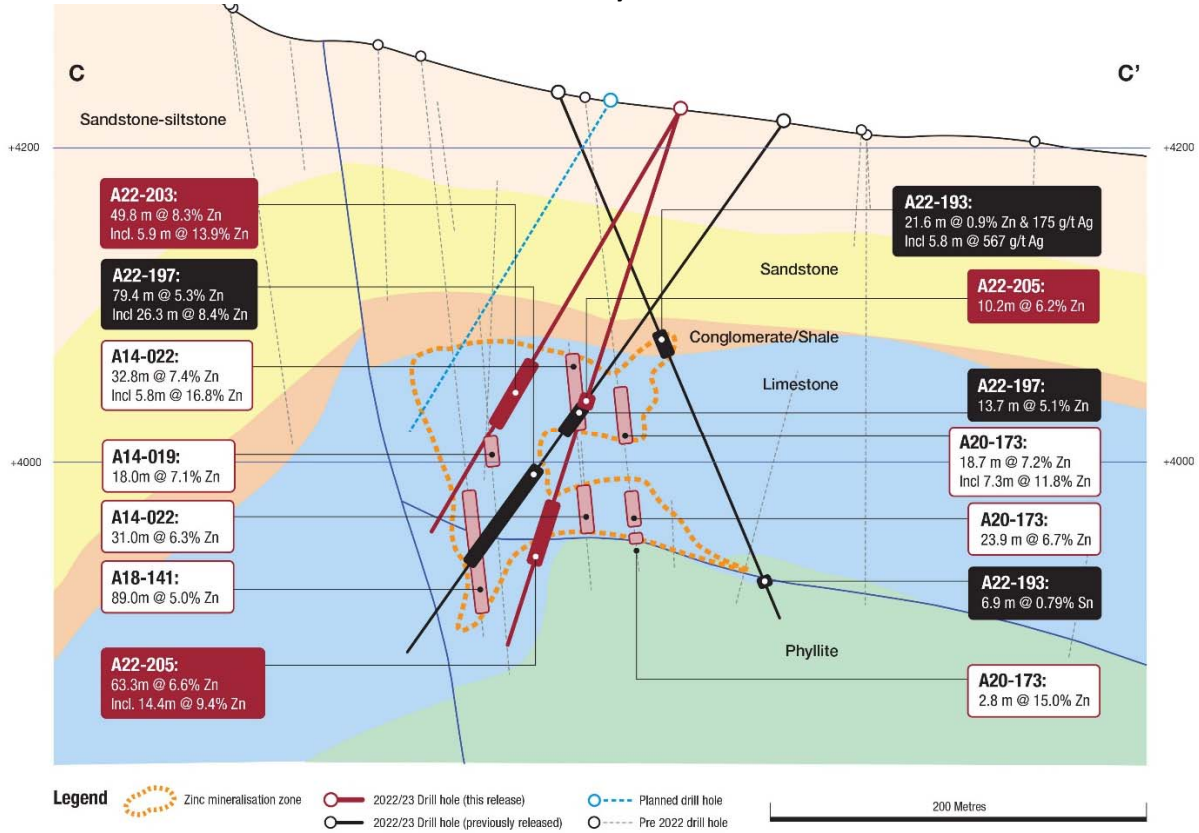 C
C'
Sandstone-siltstone
+4200
+4200
A22-203:
49.8 m @ 8.3% Zn
Incl. 5.9 m @ 13.9% Zn
A22-193:
21.6 m @ 0.9% Zn & 175 g/t Ag
Incl 5.8 m @ 567 g/t Ag
A22-197:
79.4 m @ 5.3% Zn
Incl 26.3 m @ 8.4% Zn
Sandstone
A22-205:
10.2m @ 6.2% Zn
Conglomerate/Shale
A14-022:
32.8m @ 7.4% Zn
Incl 5.8m @ 16.8% Zn
Limestone
A22-197:
13.7 m @ 5.1% Zn
+4000
+4000
A14-019:
18.0m @ 7.1% Zn
A20-173:
18.7 m @ 7.2% Zn
Incl 7.3m @ 11.8% Zn
A14-022:
31.0m @ 6.3% Zn
A20-173:
23.9 m @ 6.7% Zn
A18-141:
89.0m @ 5.0% Zn
A22-193:
6.9 m @ 0.79% Sn
Phyllite
A22-205:
63.3m @ 6.6% Zn
Incl. 14.4m @ 9.4% Zn
A20-173:
2.8 m @ 15.0% Zn
Legend
Zinc mineralisation zone
2022/23 Drill hole (this release)
2022/23 Drill hole (previously released)
Planned drill hole
Pre 2022 drill hole
200 Metres